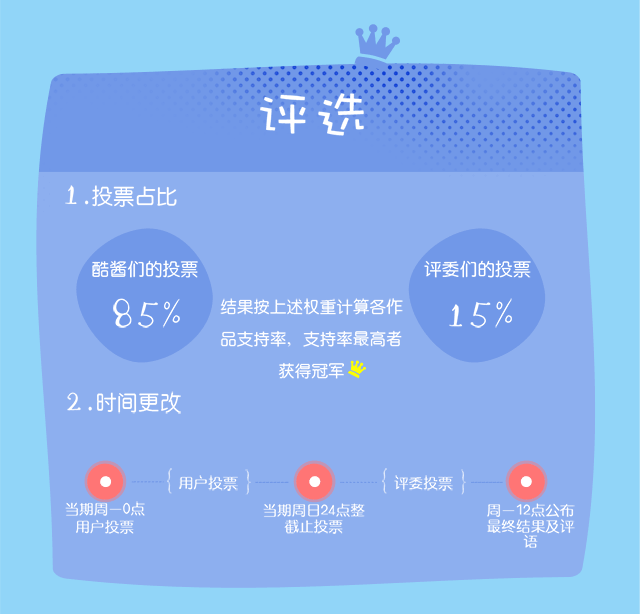 评选
1.投票占比
酷酱们的投票
85%
评委们的投票
15%
结果按上述权重计算各作
品支持率，支持率最高者
获得冠军
2.时间更改
{用户投票}
{评委投票}
当期周一0点
用户投票
当期周日24点整
截止投票
周一12点公布
最终结果及评
语